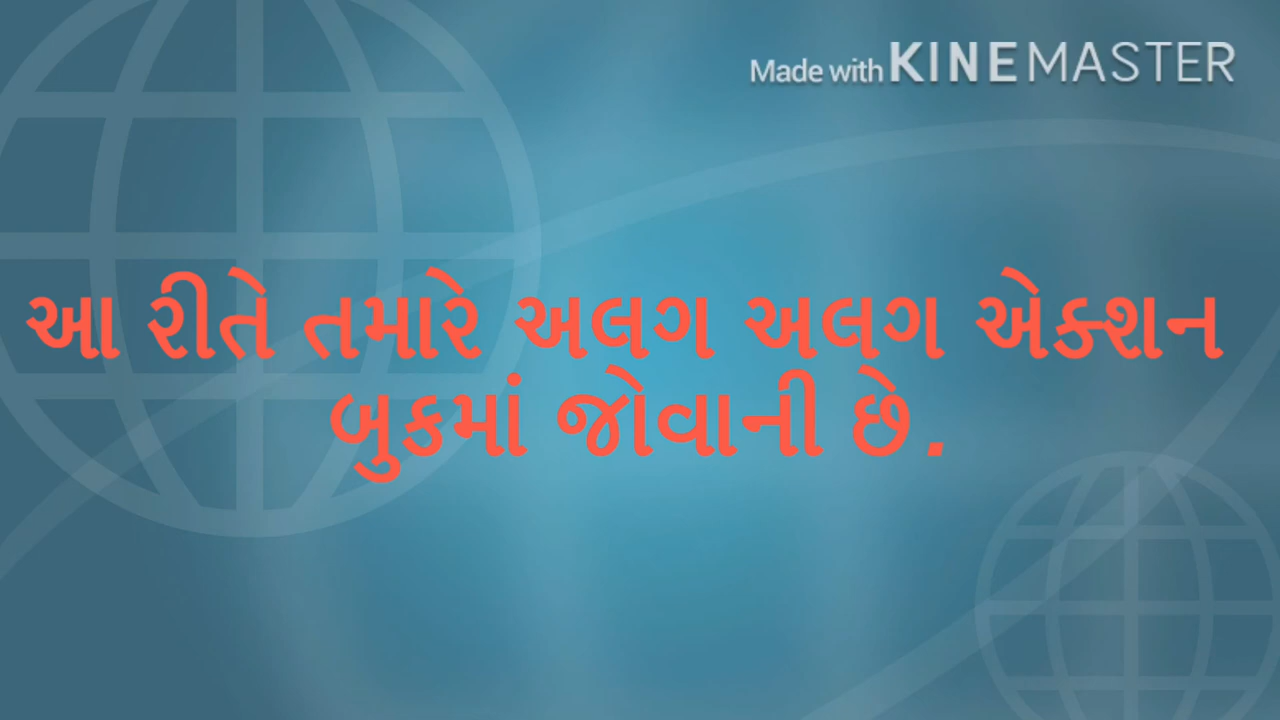 Made with KINEMASTER
આ રીતે તમારે અલગ અલગ એક્શન
બુકમાં જોવાની છે.